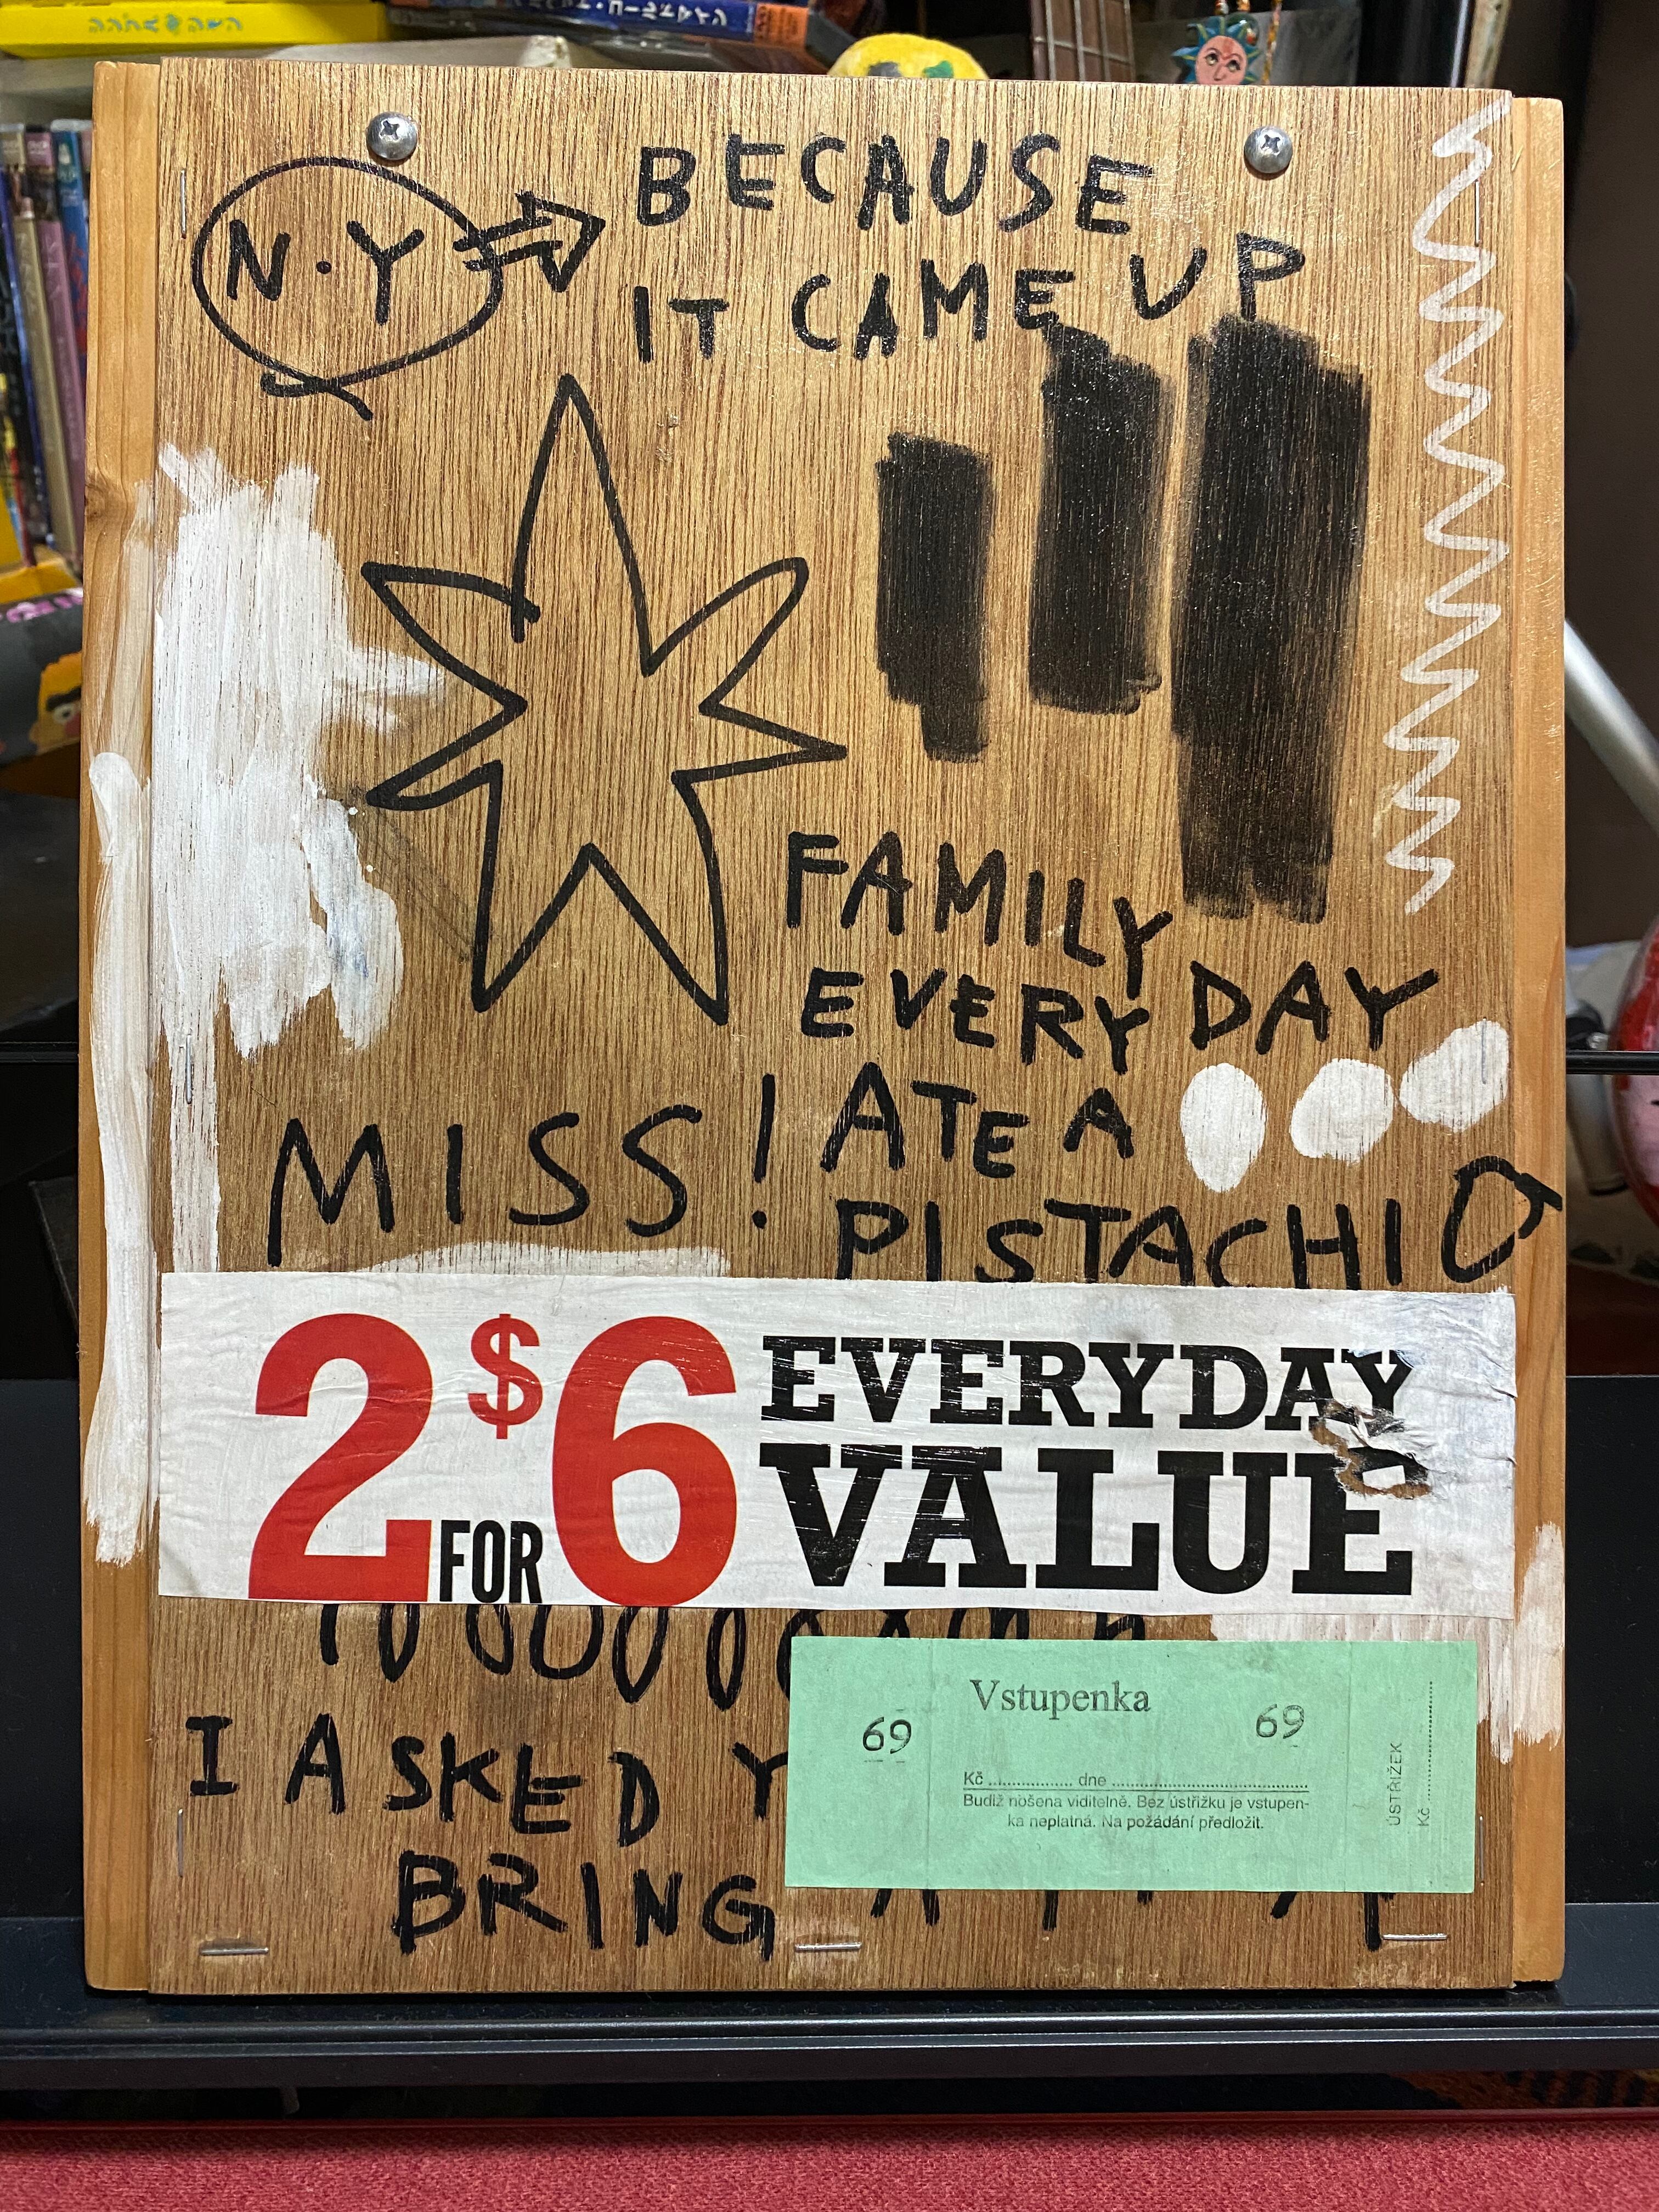 N.Y
BECAUSE
IT CAME UP
FAMILY
EVERY DAY
MISS!
ATE A
PISTACHIO
2 FOR $6
EVERYDAY
VALUE
I ASKED Y
BRING
Vstupenka
69
69
Kč ................ dne ................................................
Budiž nošena viditelně. Bez ústřižku je vstupen-
ka neplatná. Na požádání předložit.
ÚSTŘIŽEK
Kč ................